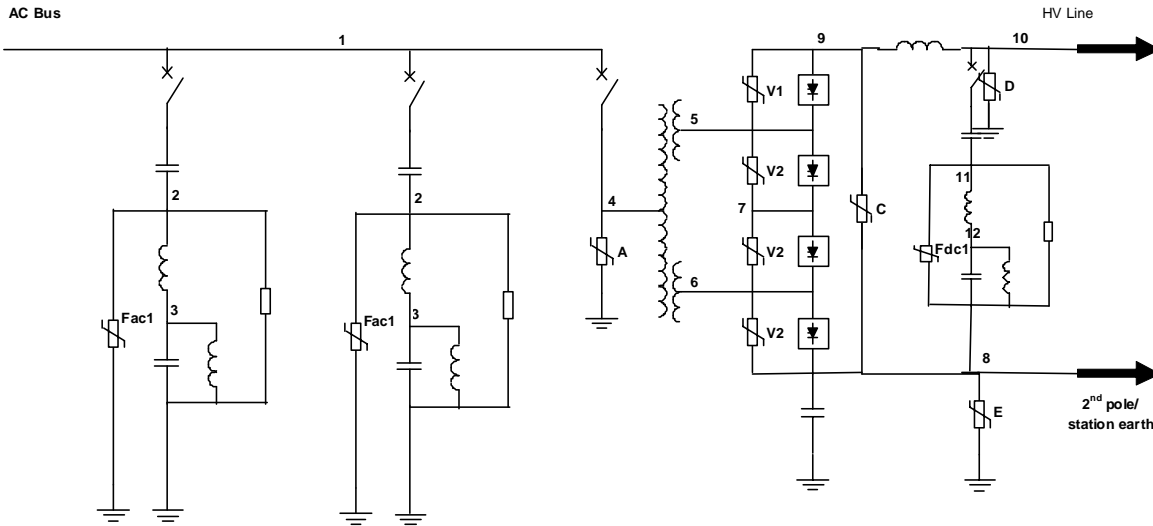 AC Bus
HV Line
1
9
10
V1
D
5
2
2
4
V2
11
7
C
A
12
Fdc1
6
V2
3
3
Fac1
Fac1
V2
8
E
2nd pole/
station earth